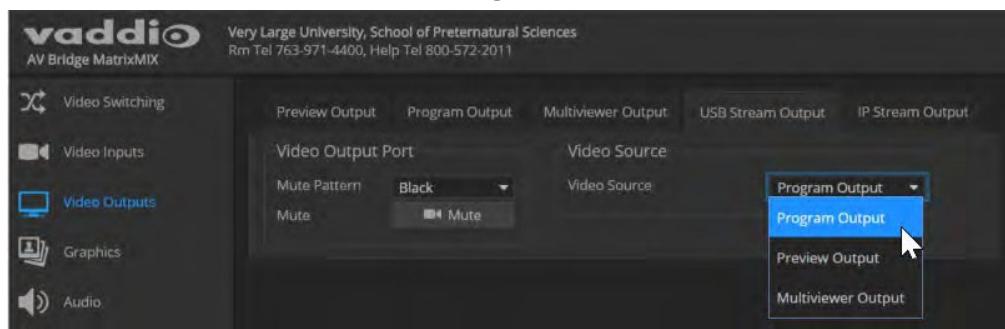 vaddio
AV Bridge MatrixMIX
Very Large University, School of Preternatural Sciences
Rm Tel 763-971-4400, Help Tel 800-572-2011
Video Switching
Video Inputs
Video Outputs
Graphics
Audio
Preview Output
Program Output
Multiviewer Output
USB Stream Output
IP Stream Output
Video Output Port
Mute Pattern
Black
Mute
Mute
Video Source
Video Source
Program Output
Program Output
Preview Output
Multiviewer Output